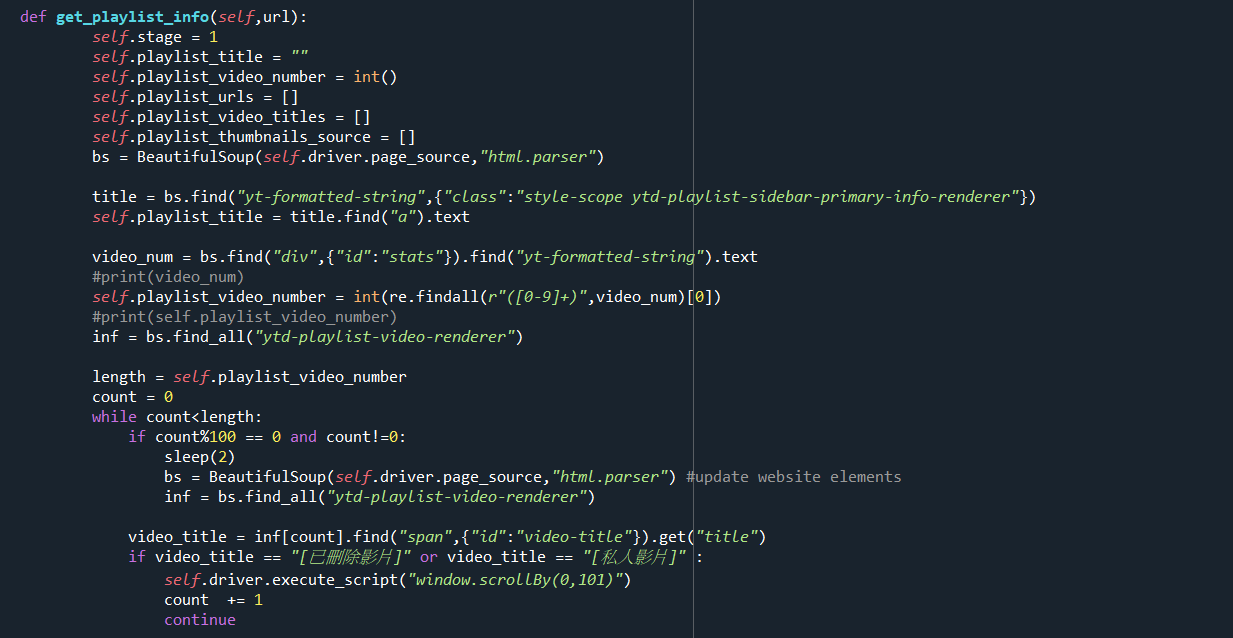 def get_playlist_info(self,url):
        self.stage = 1
        self.playlist_title = ""
        self.playlist_video_number = int()
        self.playlist_urls = []
        self.playlist_video_titles = []
        self.playlist_thumbnails_source = []
        bs = BeautifulSoup(self.driver.page_source,"html.parser")

        title = bs.find("yt-formatted-string",{"class":"style-scope ytd-playlist-sidebar-primary-info-renderer"})
        self.playlist_title = title.find("a").text

        video_num = bs.find("div",{"id":"stats"}).find("yt-formatted-string").text
        #print(video_num)
        self.playlist_video_number = int(re.findall(r"([0-9]+)",video_num)[0])
        #print(self.playlist_video_number)
        inf = bs.find_all("ytd-playlist-video-renderer")

        length = self.playlist_video_number
        count = 0
        while count<length:
            if count%100 == 0 and count!=0:
                sleep(2)
                bs = BeautifulSoup(self.driver.page_source,"html.parser") #update website elements
                inf = bs.find_all("ytd-playlist-video-renderer")

            video_title = inf[count].find("span",{"id":"video-title"}).get("title")
            if video_title == "[已刪除影片]" or video_title == "[私人影片]" :
                self.driver.execute_script("window.scrollBy(0,101)")
                count  += 1
                continue